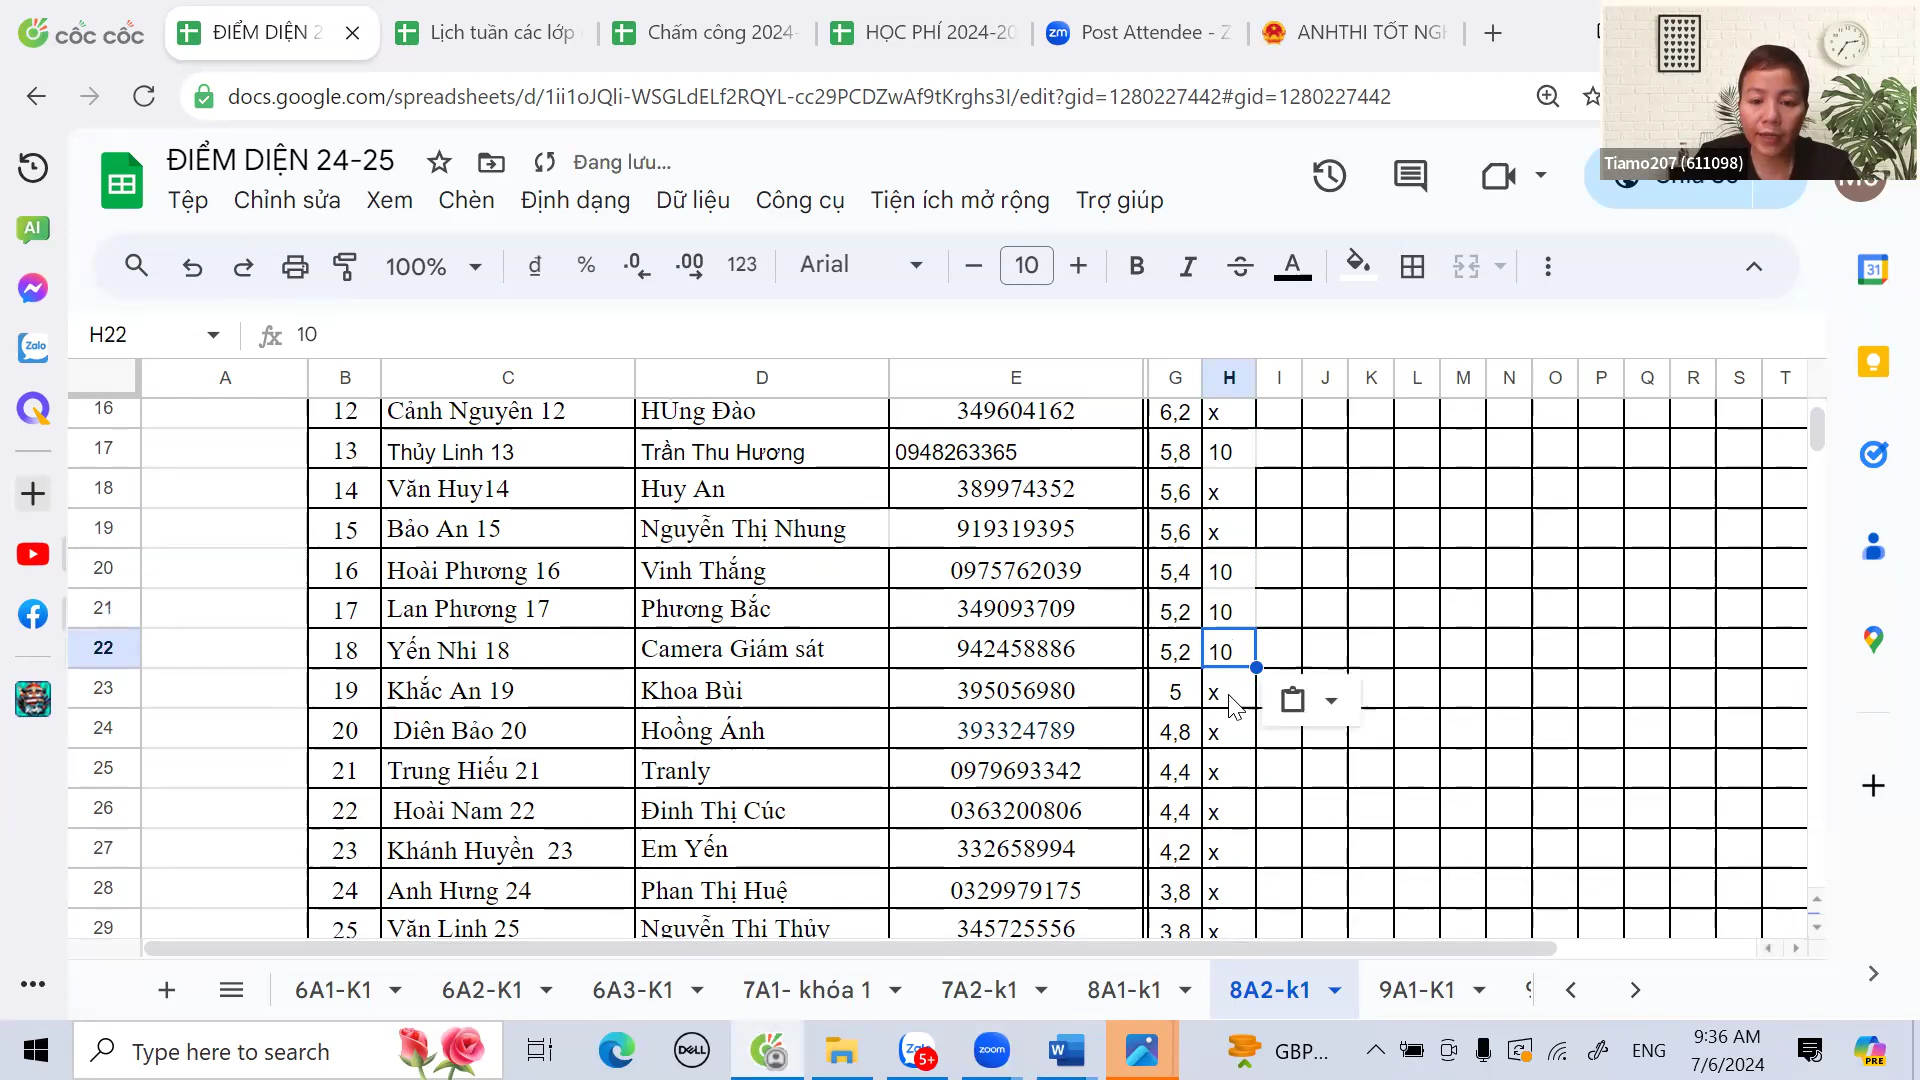 cốc cốc
ĐIỂM DIỆN 2
Lịch tuần các lớp
Chấm công 2024-
HỌC PHÍ 2024-20
zm Post Attendee - Z
ANHTHI TỐT NGH
docs.google.com/spreadsheets/d/1ii1oJQli-WSGLdELf2RQYL-cc29PCDZwAf9tKrghs3I/edit?gid=1280227442#gid=1280227442
Tiamo207 (611098)
ĐIỂM DIỆN 24-25
Đang lưu...
Tệp Chỉnh sửa Xem Chèn Định dạng Dữ liệu Công cụ Tiện ích mở rộng Trợ giúp
100% đ % .0 .00 123 Arial 10 B I A
AI
Zalo
31
H22 fx 10
A B C D E G H I J K L M N O P Q R S T
16 12 Cảnh Nguyên 12 HUng Đào 349604162 6,2 x
17 13 Thủy Linh 13 Trần Thu Hương 0948263365 5,8 10
18 14 Văn Huy14 Huy An 389974352 5,6 x
19 15 Bảo An 15 Nguyễn Thị Nhung 919319395 5,6 x
20 16 Hoài Phương 16 Vinh Thắng 0975762039 5,4 10
21 17 Lan Phương 17 Phương Bắc 349093709 5,2 10
22 18 Yến Nhi 18 Camera Giám sát 942458886 5,2 10
23 19 Khắc An 19 Khoa Bùi 395056980 5 x
24 20 Diên Bảo 20 Hoồng Ánh 393324789 4,8 x
25 21 Trung Hiếu 21 Tranly 0979693342 4,4 x
26 22 Hoài Nam 22 Đinh Thị Cúc 0363200806 4,4 x
27 23 Khánh Huyền 23 Em Yến 332658994 4,2 x
28 24 Anh Hưng 24 Phan Thị Huệ 0329979175 3,8 x
29 25 Văn Linh 25 Nguyễn Thị Thủy 345725556 3,8 x
6A1-K1 6A2-K1 6A3-K1 7A1- khóa 1 7A2-k1 8A1-k1 8A2-k1 9A1-K1
Type here to search
DELL
5+
zoom
W
GBP...
ENG
9:36 AM
7/6/2024
PRE